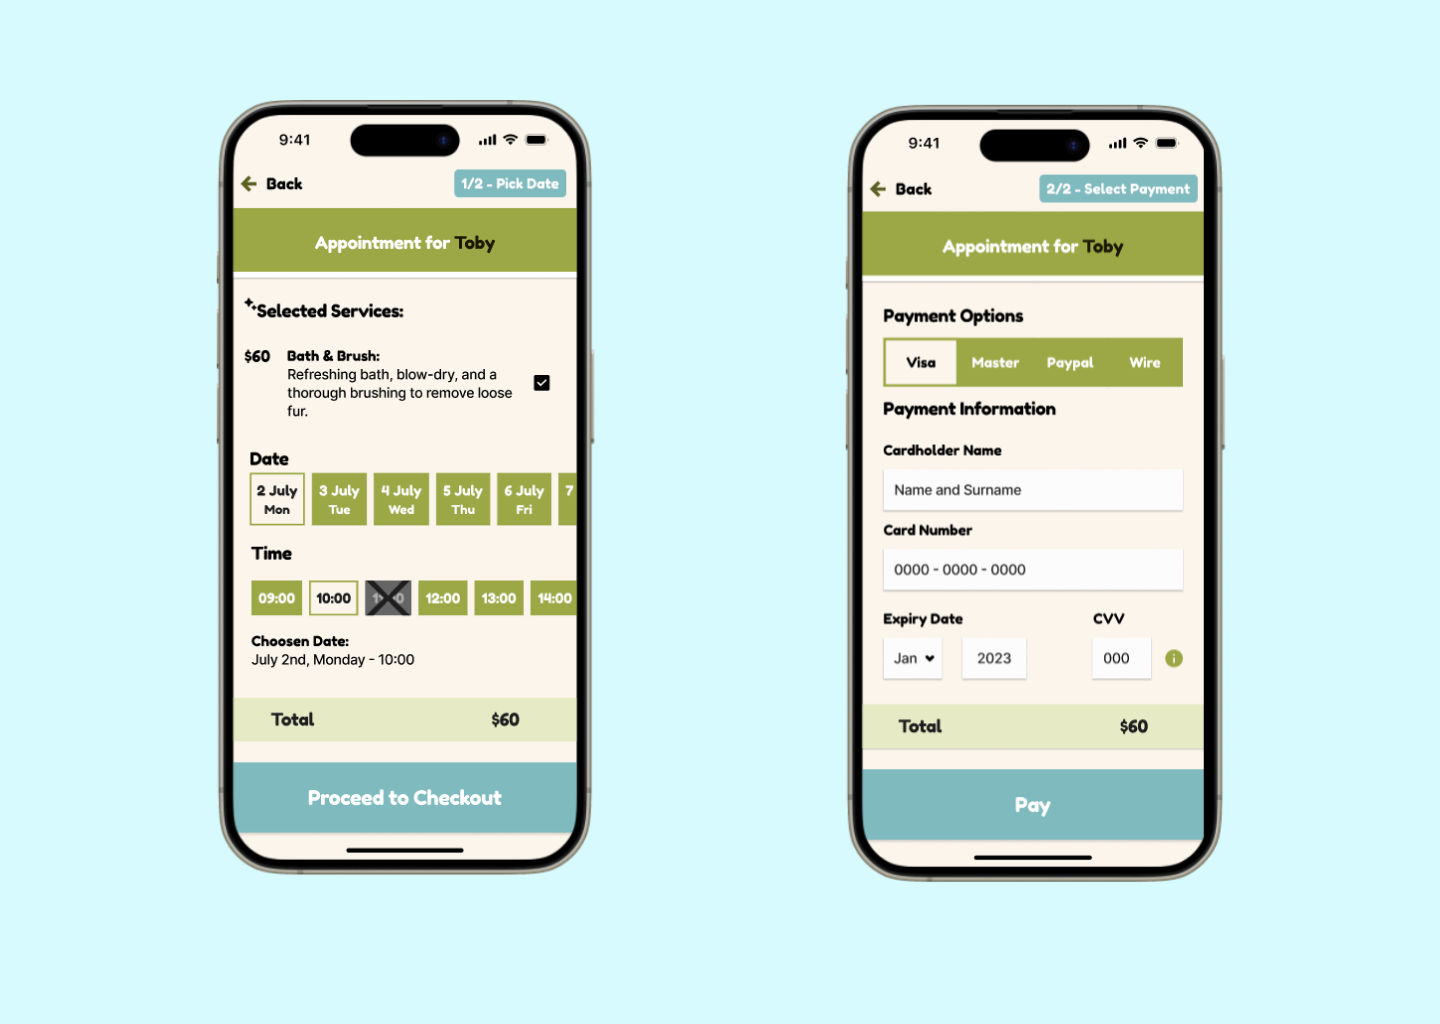 9:41
Back
1/2 - Pick Date
Appointment for Toby
Selected Services:
$60
Bath & Brush:
Refreshing bath, blow-dry, and a
thorough brushing to remove loose
fur.
Date
2 July 3 July 4 July 5 July 6 July 7
Mon Tue Wed Thu Fri
Time
09:00 10:00 12:00 13:00 14:00
Choosen Date:
July 2nd, Monday - 10:00
Total $60
Proceed to Checkout
9:41
Back
2/2 - Select Payment
Appointment for Toby
Payment Options
Visa Master Paypal Wire
Payment Information
Cardholder Name
Name and Surname
Card Number
0000 - 0000 - 0000
Expiry Date CVV
Jan 2023 000
Total $60
Pay